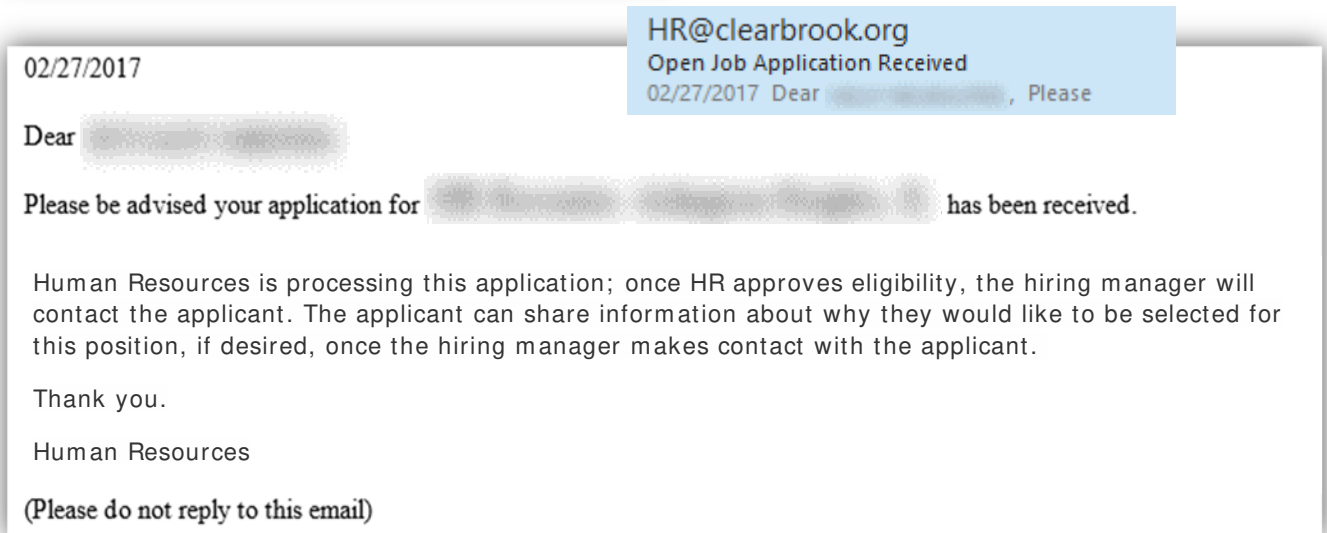 HR@clearbrook.org
Open Job Application Received
02/27/2017 Dear , Please
02/27/2017
Dear
Please be advised your application for has been received.
Human Resources is processing this application; once HR approves eligibility, the hiring manager will
contact the applicant. The applicant can share information about why they would like to be selected for
this position, if desired, once the hiring manager makes contact with the applicant.
Thank you.
Human Resources
(Please do not reply to this email)